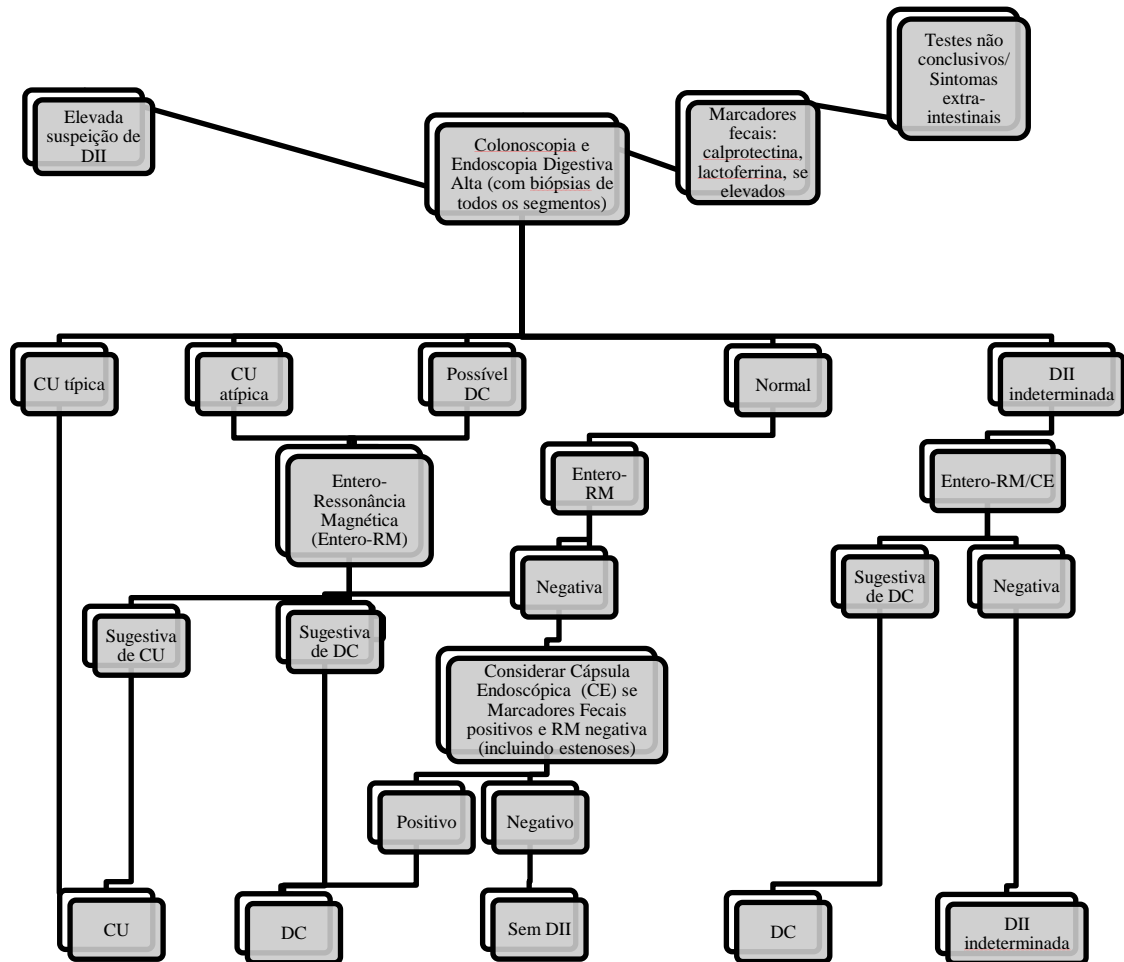 Testes não
conclusivos/
Sintomas
extra-
intestinais
Elevada
suspeição de
DII
Colonoscopia e
Endoscopia Digestiva
Alta (com biópsias de
todos os segmentos)
Marcadores
fecais:
calprotectina,
lactoferrina, se
elevados
CU típica
CU
atípica
Possível
DC
Normal
DII
indeterminada
Entero-
Ressonância
Magnética
(Entero-RM)
Entero-
RM
Entero-RM/CE
Negativa
Sugestiva
de DC
Negativa
Sugestiva
de CU
Sugestiva
de DC
Considerar Cápsula
Endoscópica (CE) se
Marcadores Fecais
positivos e RM negativa
(incluindo estenoses)
Positivo
Negativo
CU
DC
Sem DII
DC
DII
indeterminada